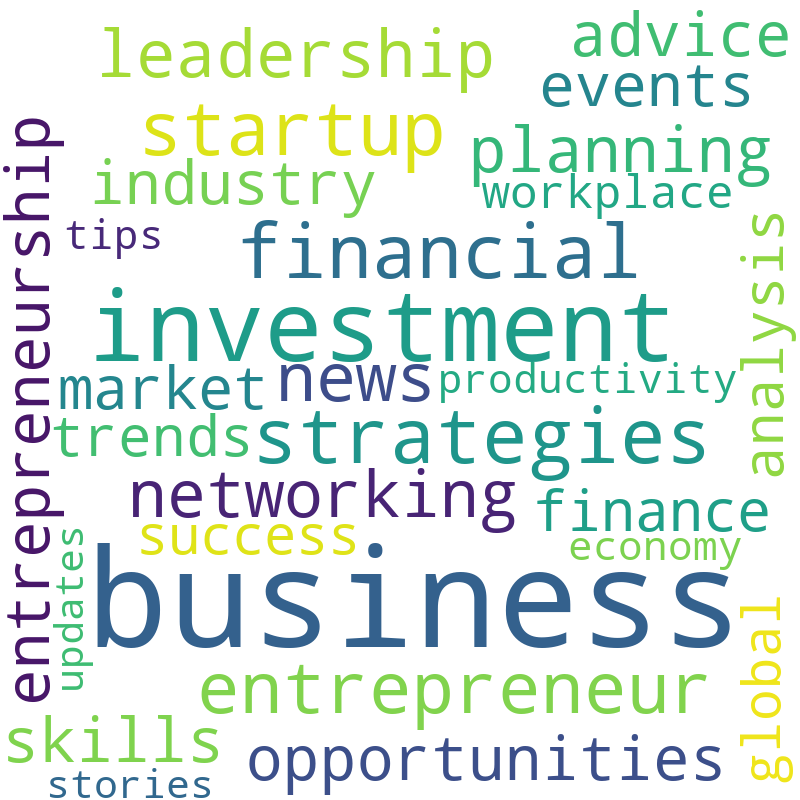 leadership
advice
events
startup
planning
industry
workplace
tips
financial
entrepreneurship
analysis
investment
market
news
productivity
trends
strategies
networking
finance
success
economy
updates
business
global
entrepreneur
skills
opportunities
stories